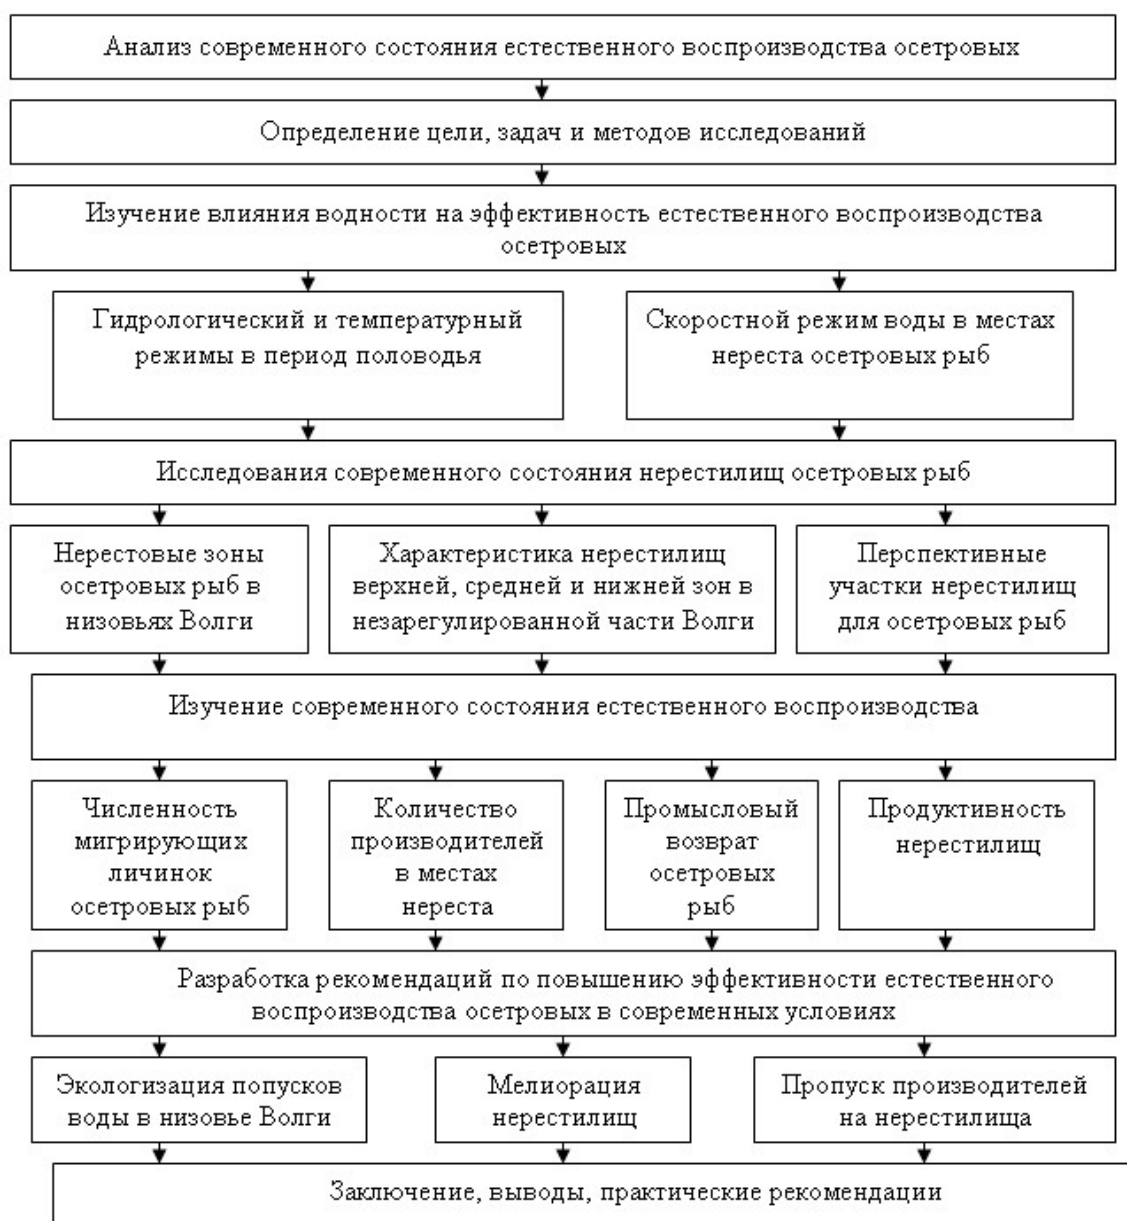 Анализ современного состояния естественного воспроизводства осетровых
Определение цели, задач и методов исследований
Изучение влияния водности на эффективность естественного воспроизводства
осетровых
Гидрологический и температурный
режимы в период половодья
Скоростной режим воды в местах
нереста осетровых рыб
Исследования современного состояния нерестилищ осетровых рыб
Нерестовые зоны
осетровых рыб в
низовьях Волги
Характеристика нерестилищ
верхней, средней и нижней зон в
незарегулированной части Волги
Перспективные
участки нерестилищ
для осетровых рыб
Изучение современного состояния естественного воспроизводства
Численность
мигрирующих
личинок
осетровых рыб
Количество
производителей
в местах
нереста
Промысловый
возврат
осетровых
рыб
Продуктивность
нерестилищ
Разработка рекомендаций по повышению эффективности естественного
воспроизводства осетровых в современных условиях
Экологизация попусков
воды в низовье Волги
Мелиорация
нерестилищ
Пропуск производителей
на нерестилища
Заключение, выводы, практические рекомендации